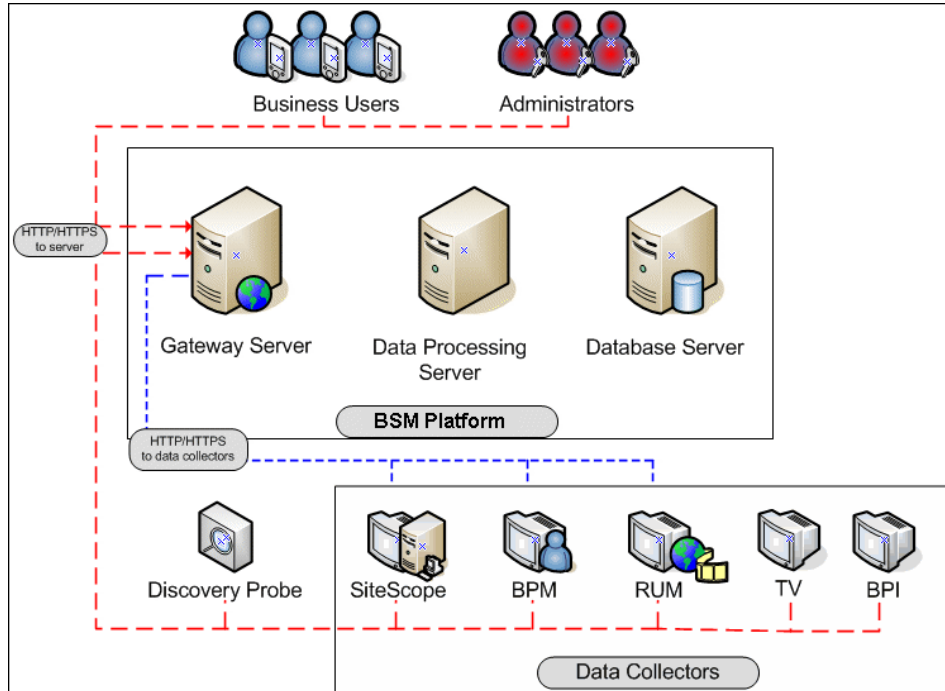 Business Users
Administrators
HTTP/HTTPS
to server
Gateway Server
Data Processing
Server
Database Server
BSM Platform
HTTP/HTTPS
to data collectors
Discovery Probe
SiteScope
BPM
RUM
TV
BPI
Data Collectors